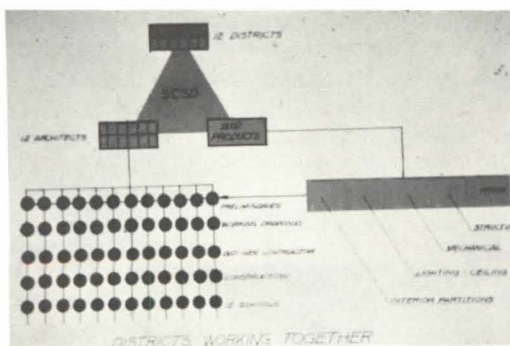 12 DISTRICTS
SCSD
12 ARCHITECTS
PRODUCTS
PRELIMINARIES
WORKING DRAWINGS
CONTRACTOR
CONSTRUCTION
12 SCHOOLS
MECHANICAL
LIGHTING - CEILING
INTERIOR PARTITIONS
DISTRICTS WORKING TOGETHER